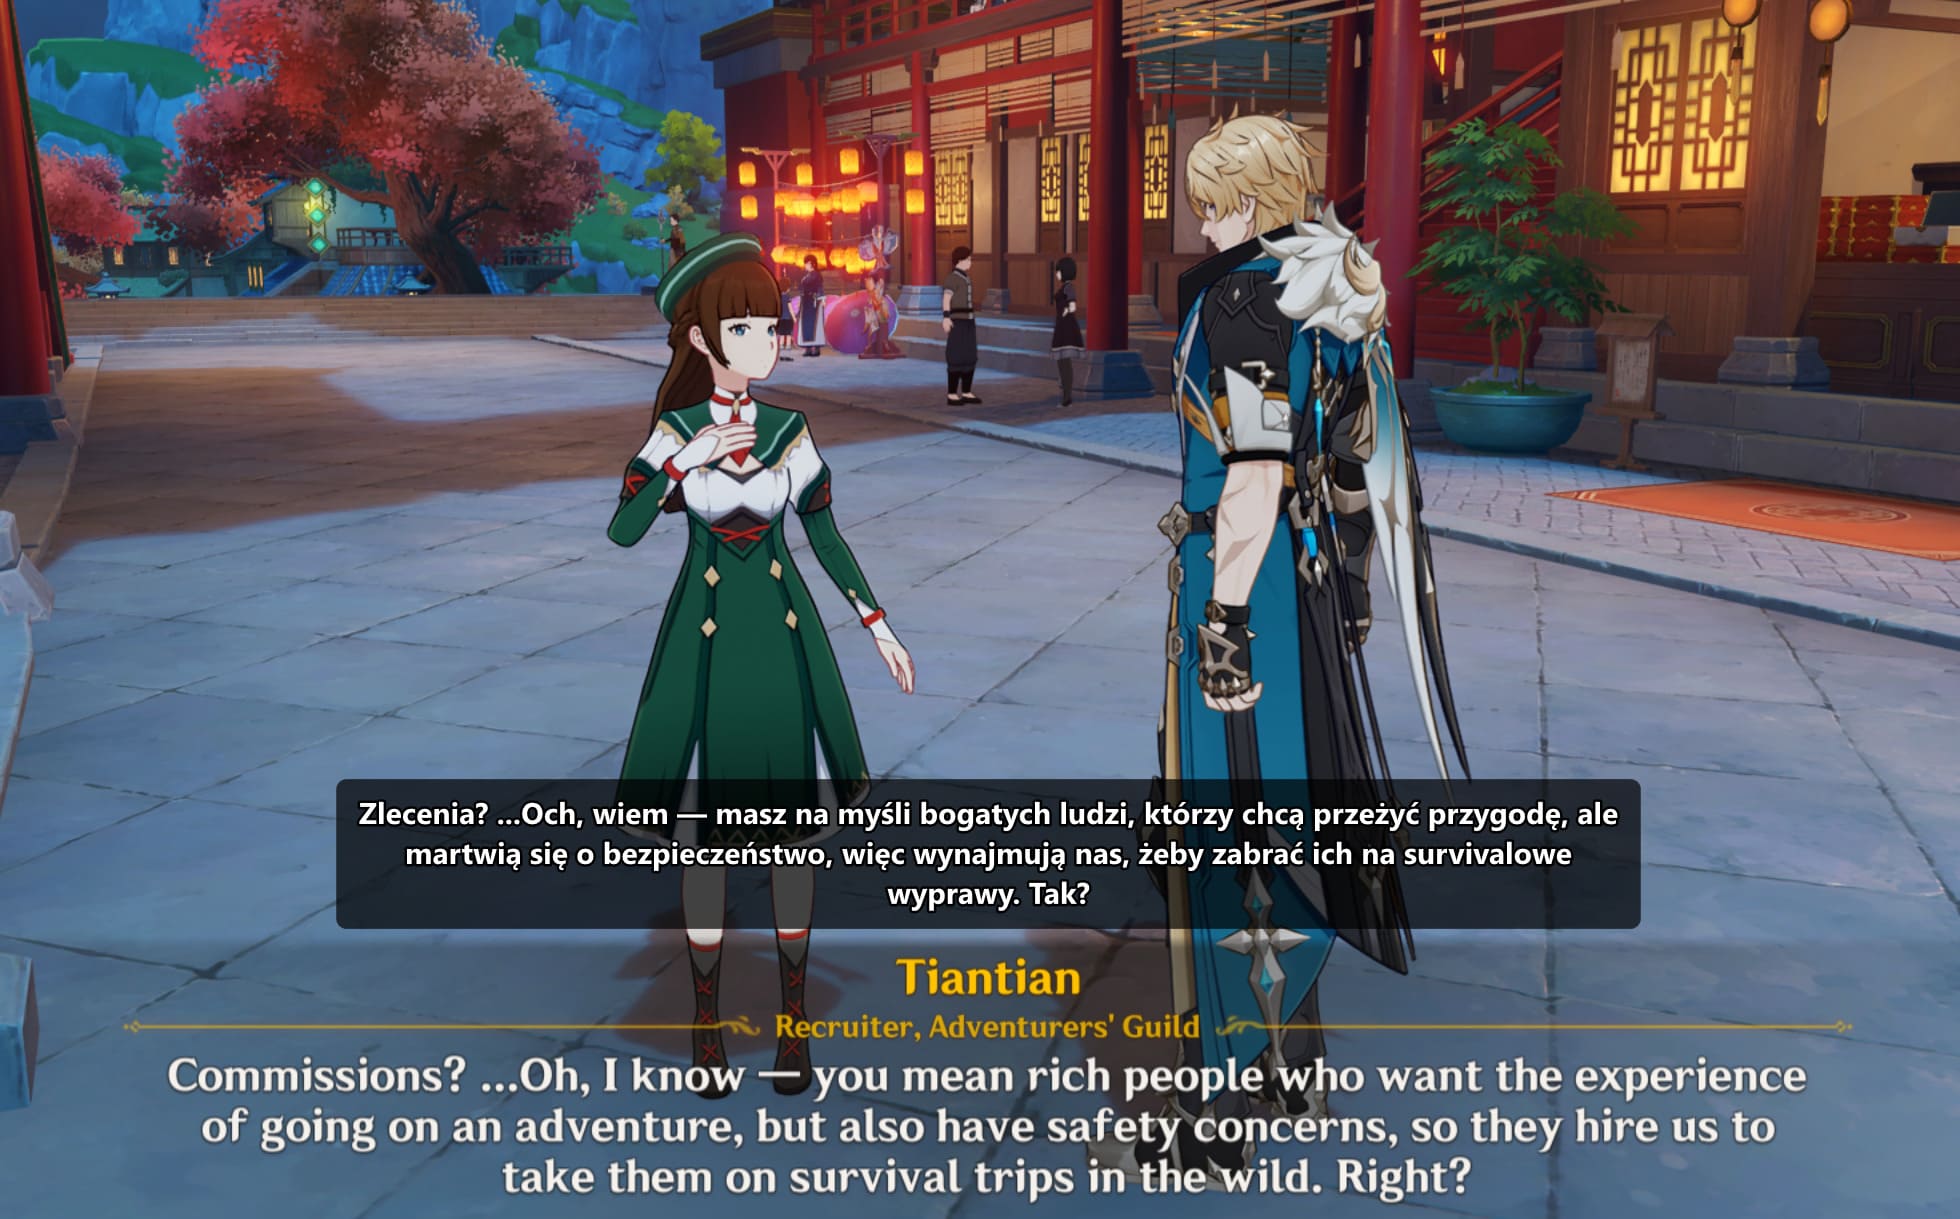 Zlecenia? ...Och, wiem — masz na myśli bogatych ludzi, którzy chcą przeżyć przygodę, ale
martwią się o bezpieczeństwo, więc wynajmują nas, żeby zabrać ich na survivalowe
wyprawy. Tak?
Tiantian
Recruiter, Adventurers' Guild
Commissions? ...Oh, I know — you mean rich people who want the experience
of going on an adventure, but also have safety concerns, so they hire us to
take them on survival trips in the wild. Right?